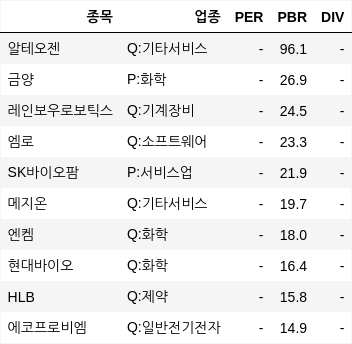 종목 업종 PER PBR DIV
알테오젠 Q:기타서비스 - 96.1 -
금양 P:화학 - 26.9 -
레인보우로보틱스 Q:기계장비 - 24.5 -
엠로 Q:소프트웨어 - 23.3 -
SK바이오팜 P:서비스업 - 21.9 -
메지온 Q:기타서비스 - 19.7 -
엔켐 Q:화학 - 18.0 -
현대바이오 Q:화학 - 16.4 -
HLB Q:제약 - 15.8 -
에코프로비엠 Q:일반전기전자 - 14.9 -